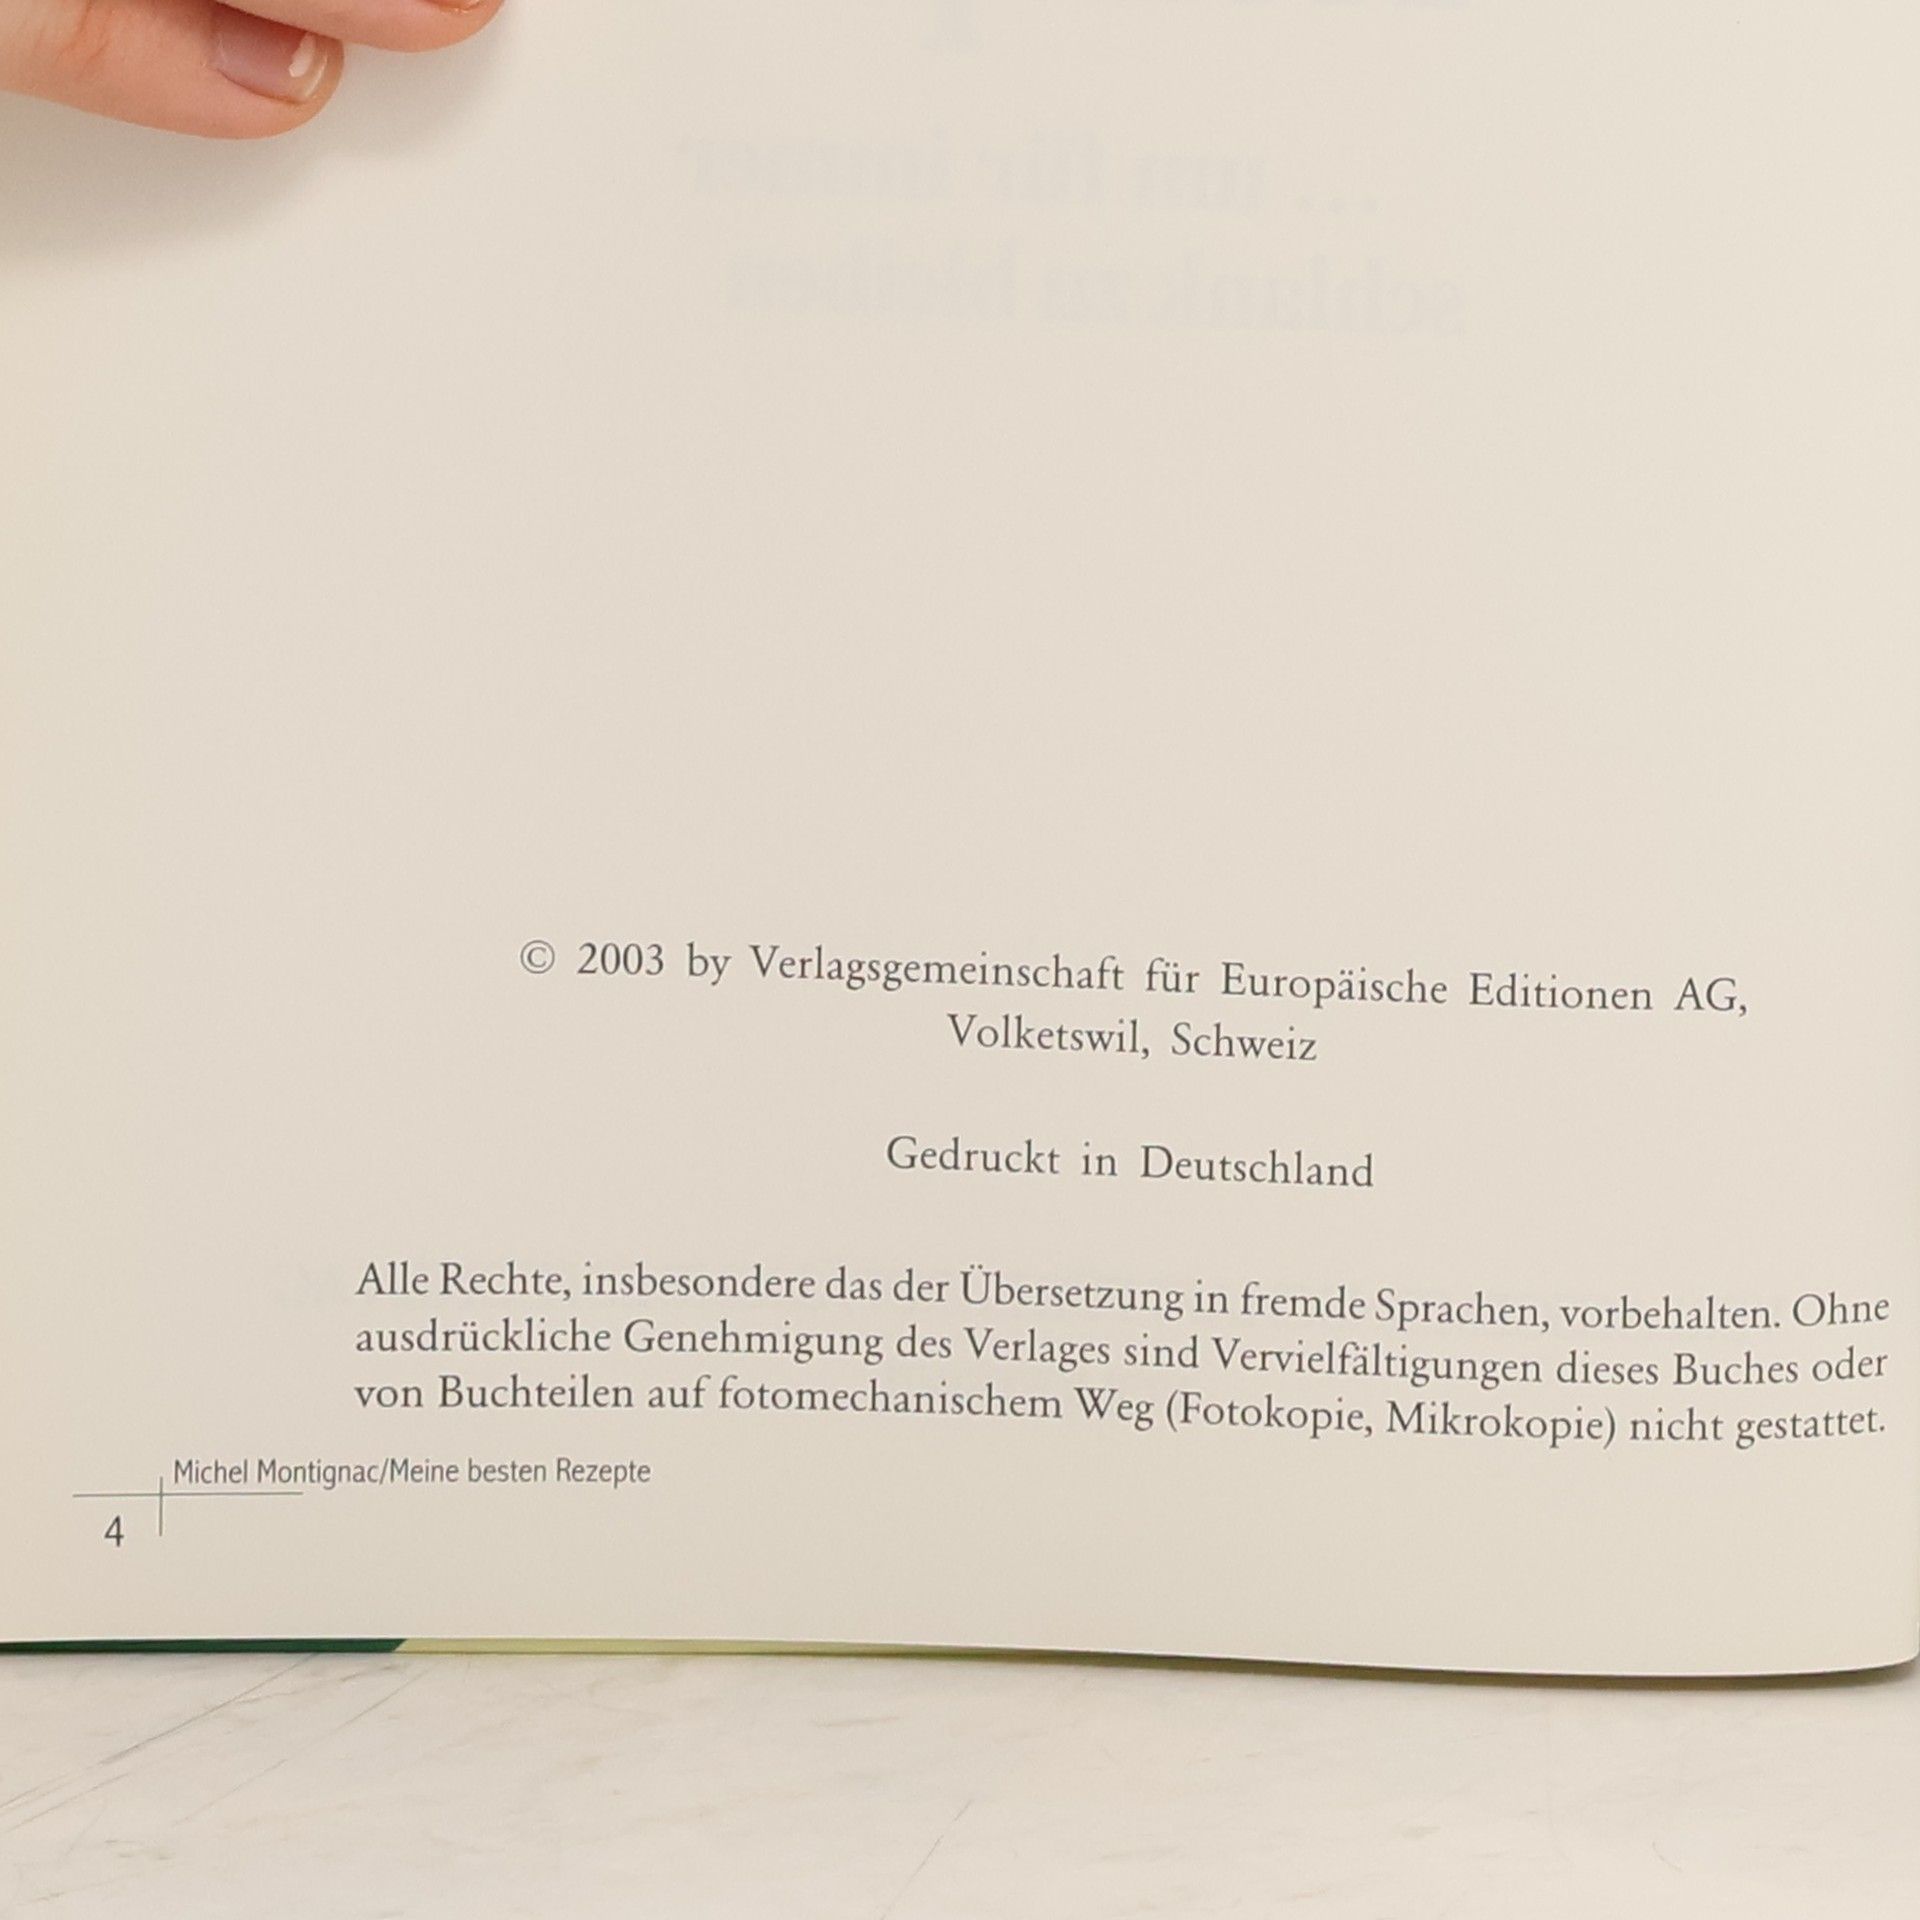 © 2003 by Verlagsgemeinschaft für Europäische Editionen AG,
Volketswil, Schweiz
Gedruckt in Deutschland
Alle Rechte, insbesondere das der Übersetzung in fremde Sprachen, vorbehalten. Ohne
ausdrückliche Genehmigung des Verlages sind Vervielfältigungen dieses Buches oder
von Buchteilen auf fotomechanischem Weg (Fotokopie, Mikrokopie) nicht gestattet.
Michel Montignac/Meine besten Rezepte
4